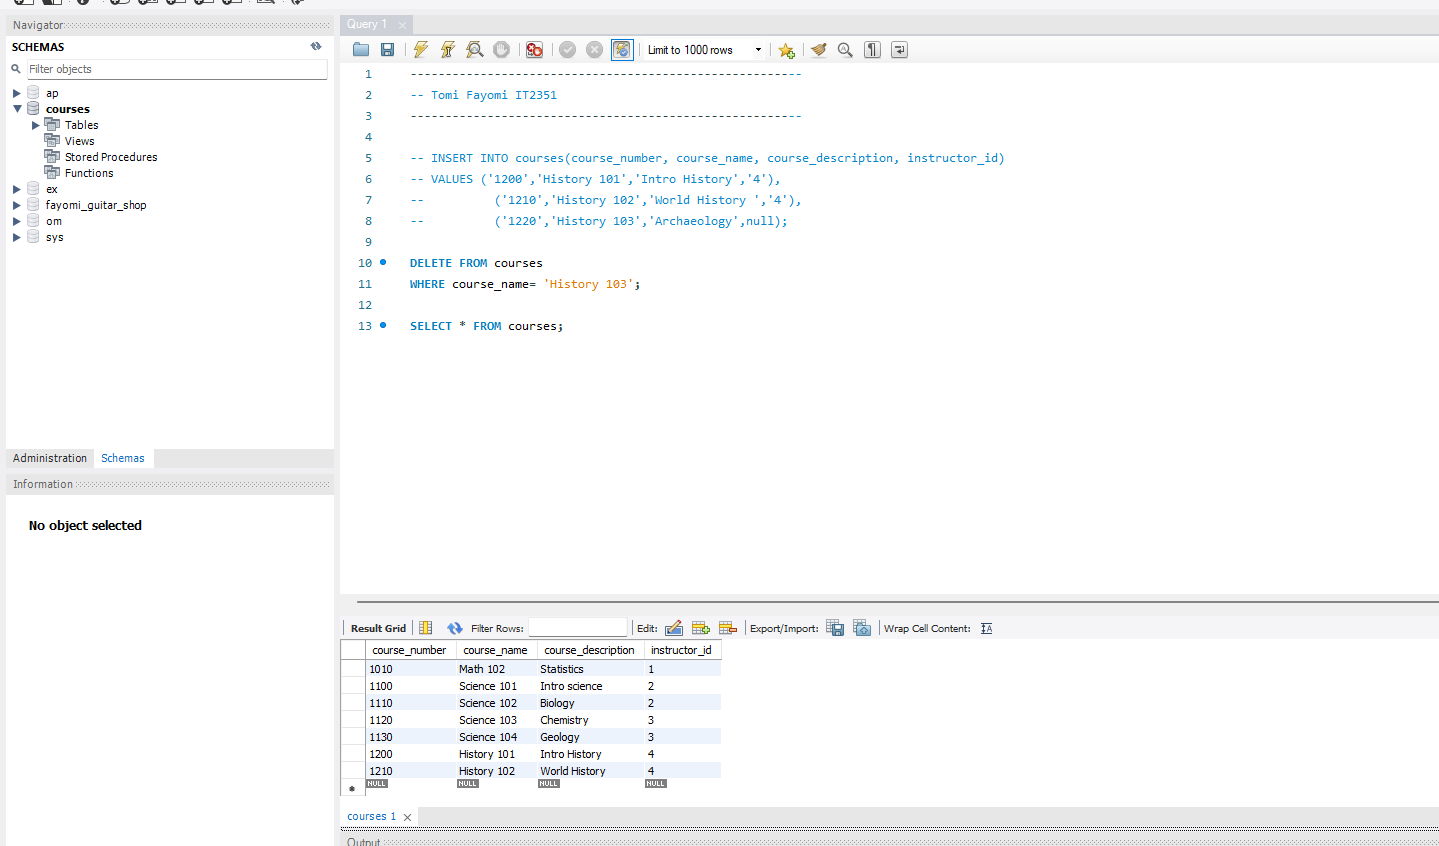 Navigator
SCHEMAS
Filter objects
ap
courses
Tables
Views
Stored Procedures
Functions
ex
fayomi_guitar_shop
om
sys
Administration Schemas
Information
No object selected
Query 1
Limit to 1000 rows
1 --------------------------------------------------------
2 -- Tomi Fayomi IT2351
3 --------------------------------------------------------
4
5 -- INSERT INTO courses(course_number, course_name, course_description, instructor_id)
6 -- VALUES ('1200','History 101','Intro History','4'),
7 --          ('1210','History 102','World History ','4'),
8 --          ('1220','History 103','Archaeology',null);
9
10 DELETE FROM courses
11 WHERE course_name= 'History 103';
12
13 SELECT * FROM courses;
Result Grid Filter Rows: Edit: Export/Import: Wrap Cell Content:
course_number course_name course_description instructor_id
1010 Math 102 Statistics 1
1100 Science 101 Intro science 2
1110 Science 102 Biology 2
1120 Science 103 Chemistry 3
1130 Science 104 Geology 3
1200 History 101 Intro History 4
1210 History 102 World History 4
NULL NULL NULL NULL
courses 1
Output